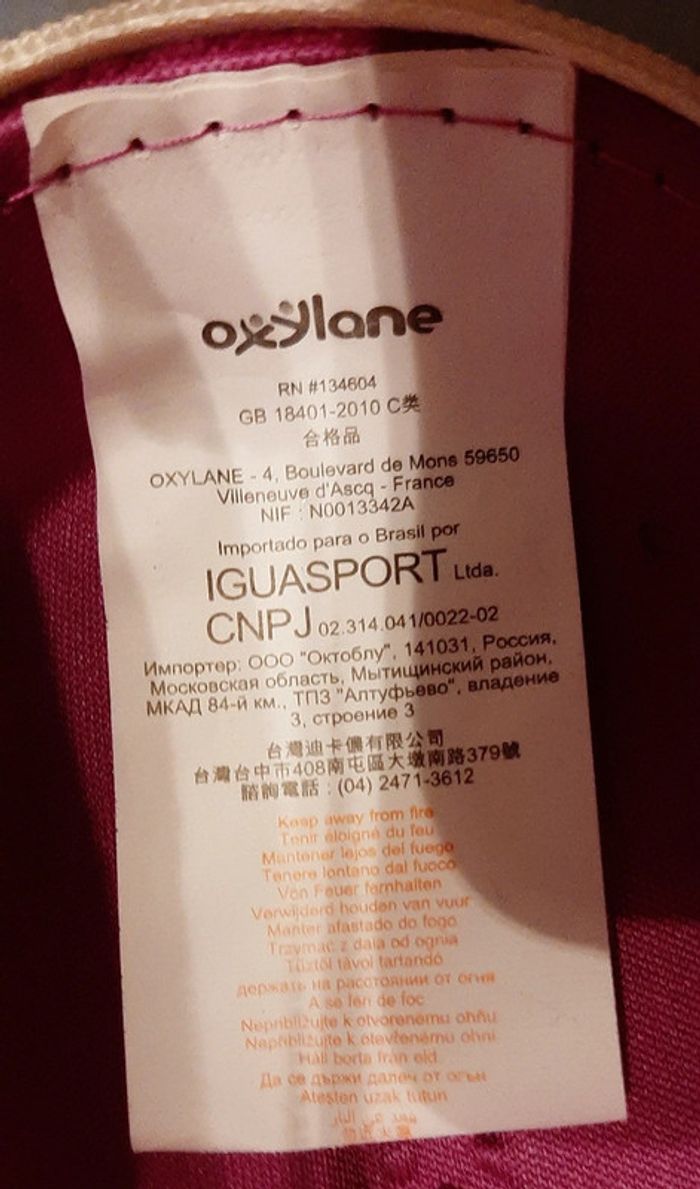 oxylane
RN #134604
GB 18401-2010 C类
合格品
OXYLANE - 4, Boulevard de Mons 59650
Villeneuve d'Ascq - France
NIF : N0013342A
Importado para o Brasil por
IGUASPORT Ltda.
CNPJ 02.314.041/0022-02
Импортер: ООО "Октоблу", 141031, Россия,
Московская область, Мытищинский район,
МКАД 84-й км., ТПЗ "Алтуфьево", владение
3, строение 3
台灣迪卡儂有限公司
台灣台中市408南屯區大墩南路379號
諮詢電話 : (04) 2471-3612
Keep away from fire
Tenir éloigné du feu
Mantener lejos del fuego
Tenere lontano dal fuoco
Von Feuer fernhalten
Verwijderd houden van vuur
Manter afastado do fogo
Trzymać z dala od ognia
Tűztől távol tartandó
держать на расстоянии от огня
A se feri de foc
Nepribližujte k otvorenému ohňu
Nepřibližujte k otevřenému ohni
Håll borta från eld
Да се държи далеч от огън
Ateşten uzak tutun